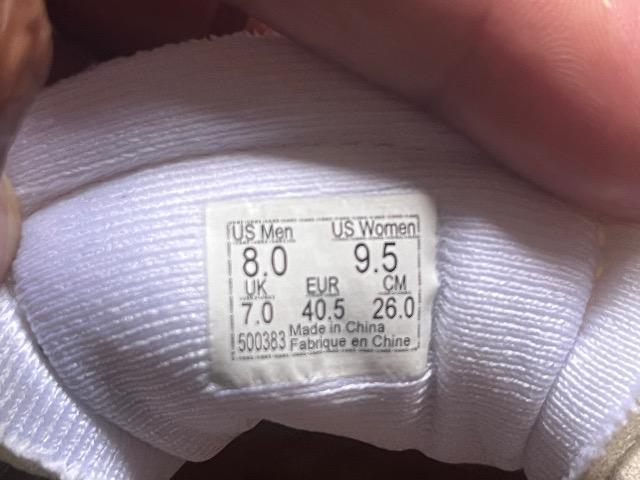 US Men US Women
8.0 9.5
UK EUR CM
7.0 40.5 26.0
500383 Made in China
Fabrique en Chine